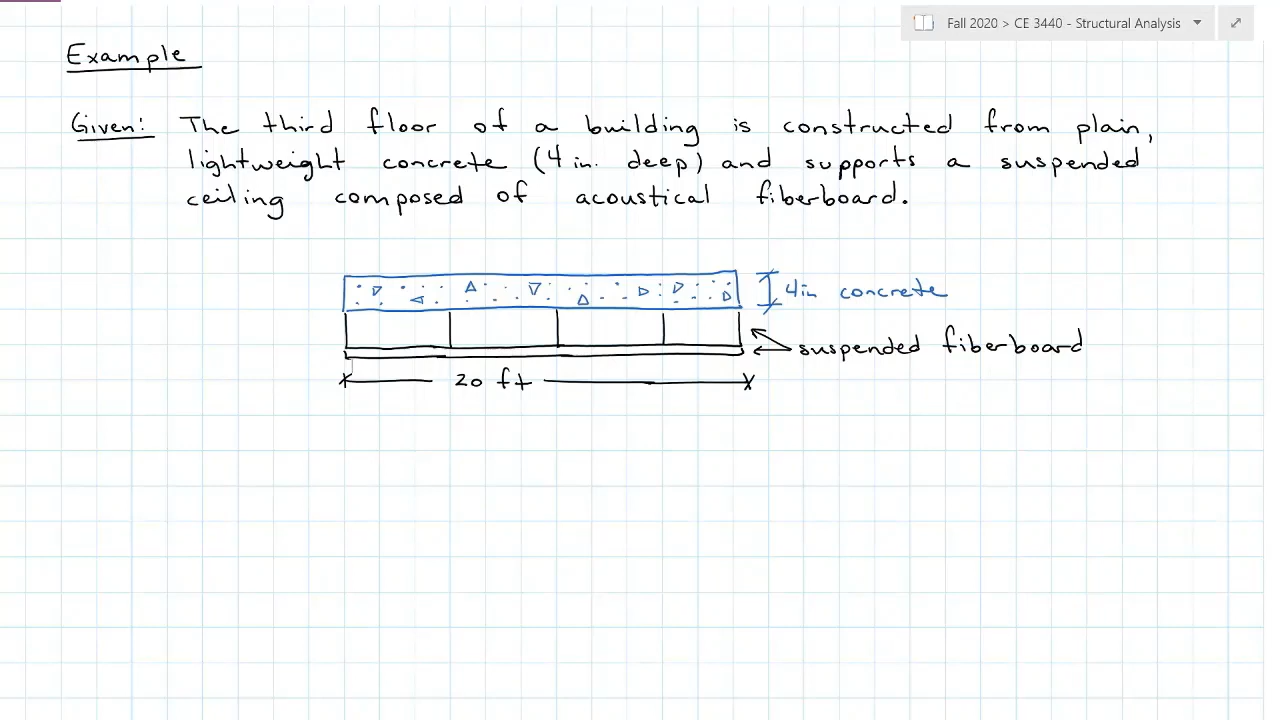 Fall 2020 > CE 3440 - Structural Analysis
Example
Given: The third floor of a building is constructed from plain,
lightweight concrete (4 in. deep) and supports a suspended
ceiling composed of acoustical fiberboard.
4in concrete
suspended fiberboard
20 ft